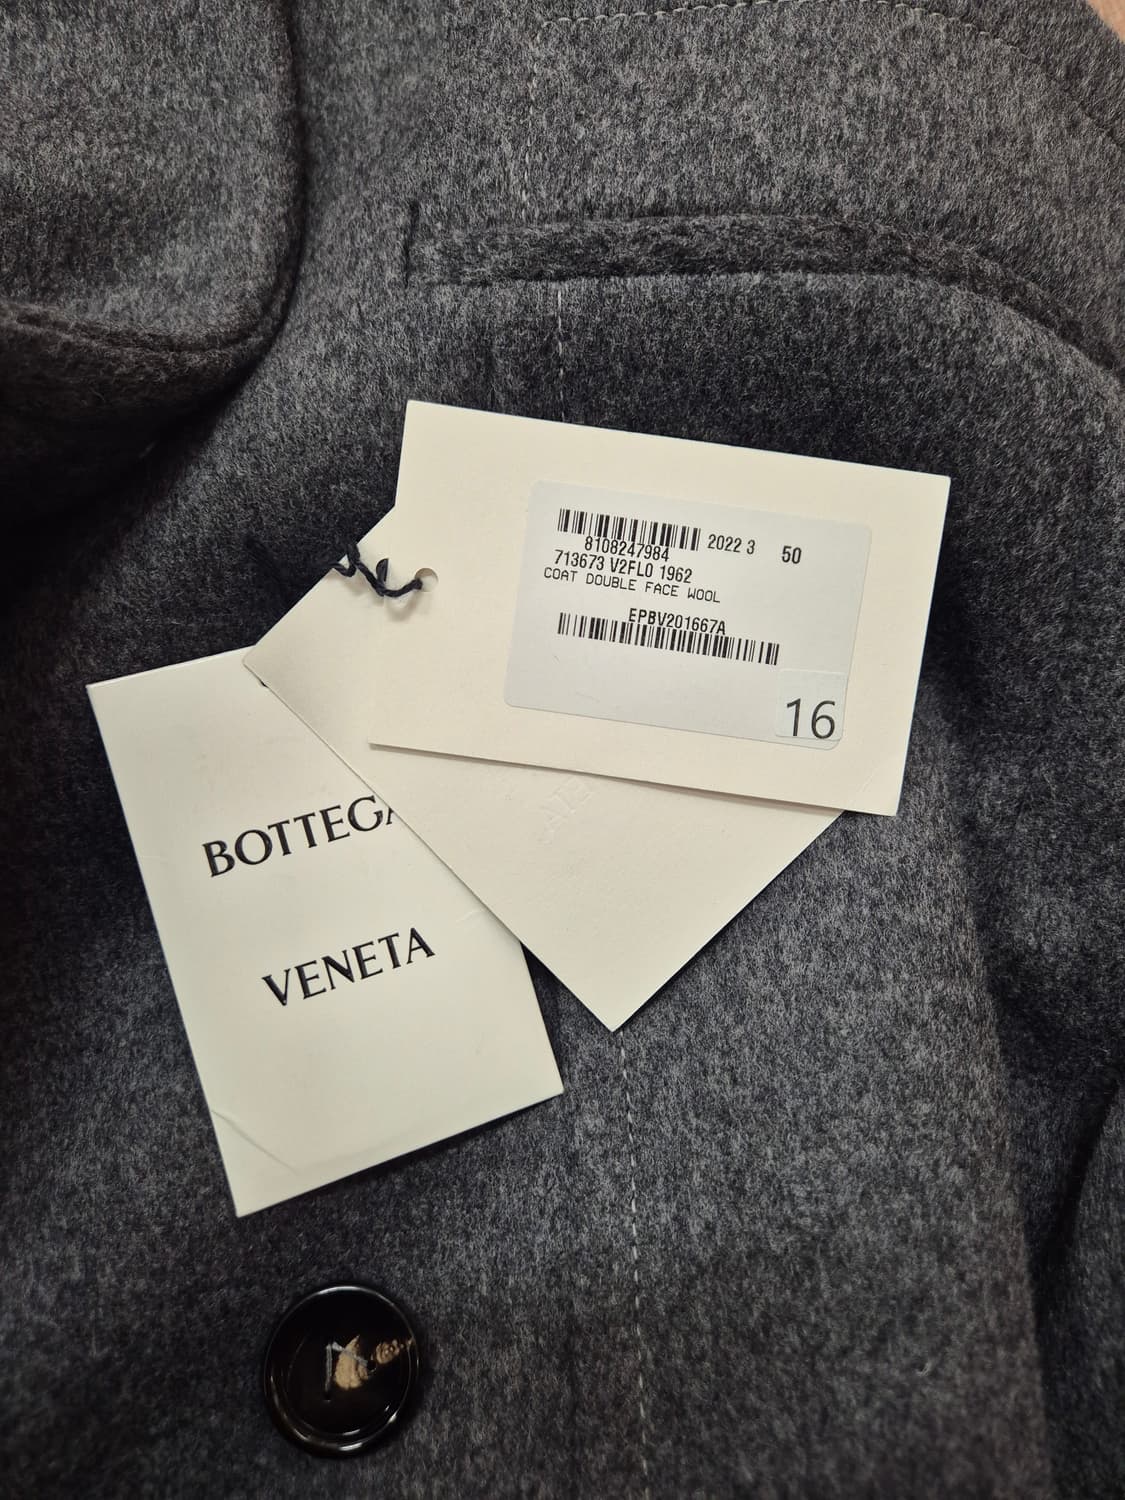 8108247984 2022 3 50
713673 V2FL0 1962
COAT DOUBLE FACE WOOL
EPBV201667A
16
BOTTEGA
VENETA